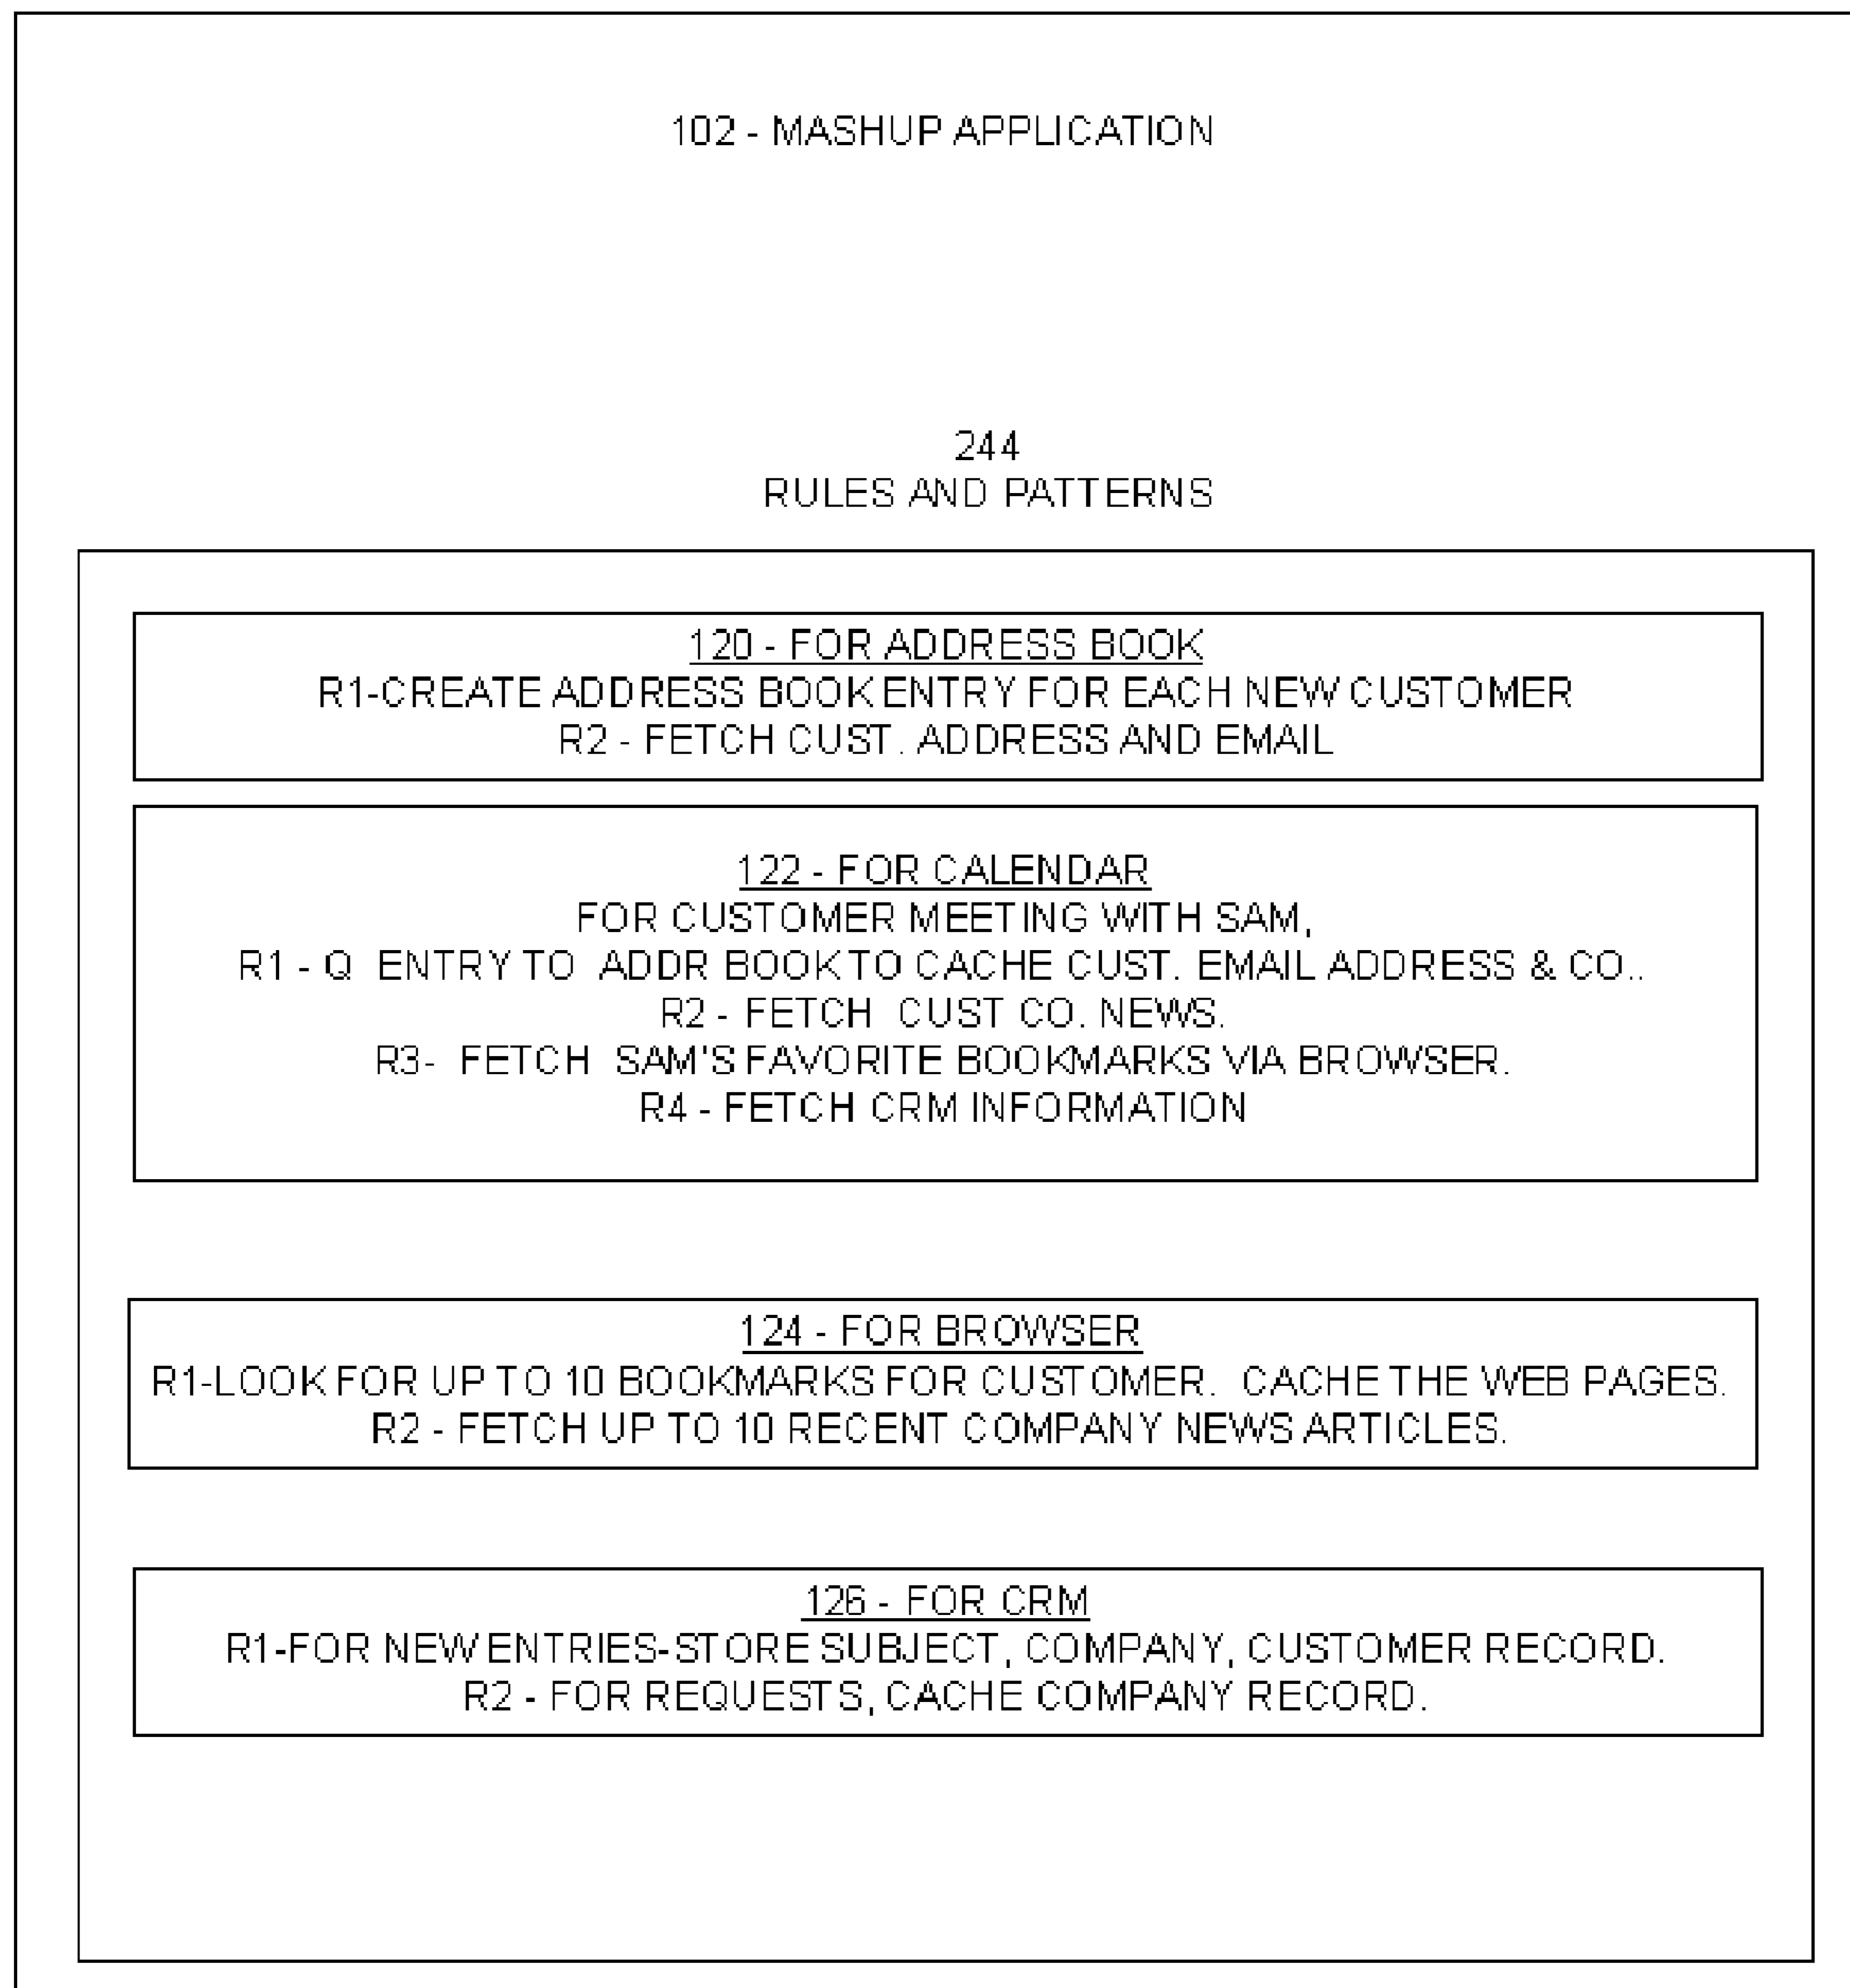 102 - MASHUP APPLICATION
244
RULES AND PATTERNS
120 - FOR ADDRESS BOOK
R1-CREATE ADDRESS BOOK ENTRY FOR EACH NEW CUSTOMER
R2 - FETCH CUST. ADDRESS AND EMAIL
122 - FOR CALENDAR
FOR CUSTOMER MEETING WITH SAM,
R1 - Q ENTRY TO ADDR BOOK TO CACHE CUST. EMAIL ADDRESS & CO..
R2 - FETCH CUST CO. NEWS.
R3- FETCH SAM'S FAVORITE BOOKMARKS VIA BROWSER.
R4 - FETCH CRM INFORMATION
124 - FOR BROWSER
R1-LOOK FOR UP TO 10 BOOKMARKS FOR CUSTOMER. CACHE THE WEB PAGES.
R2 - FETCH UP TO 10 RECENT COMPANY NEWS ARTICLES.
126 - FOR CRM
R1-FOR NEW ENTRIES-STORE SUBJECT, COMPANY, CUSTOMER RECORD.
R2 - FOR REQUESTS, CACHE COMPANY RECORD.